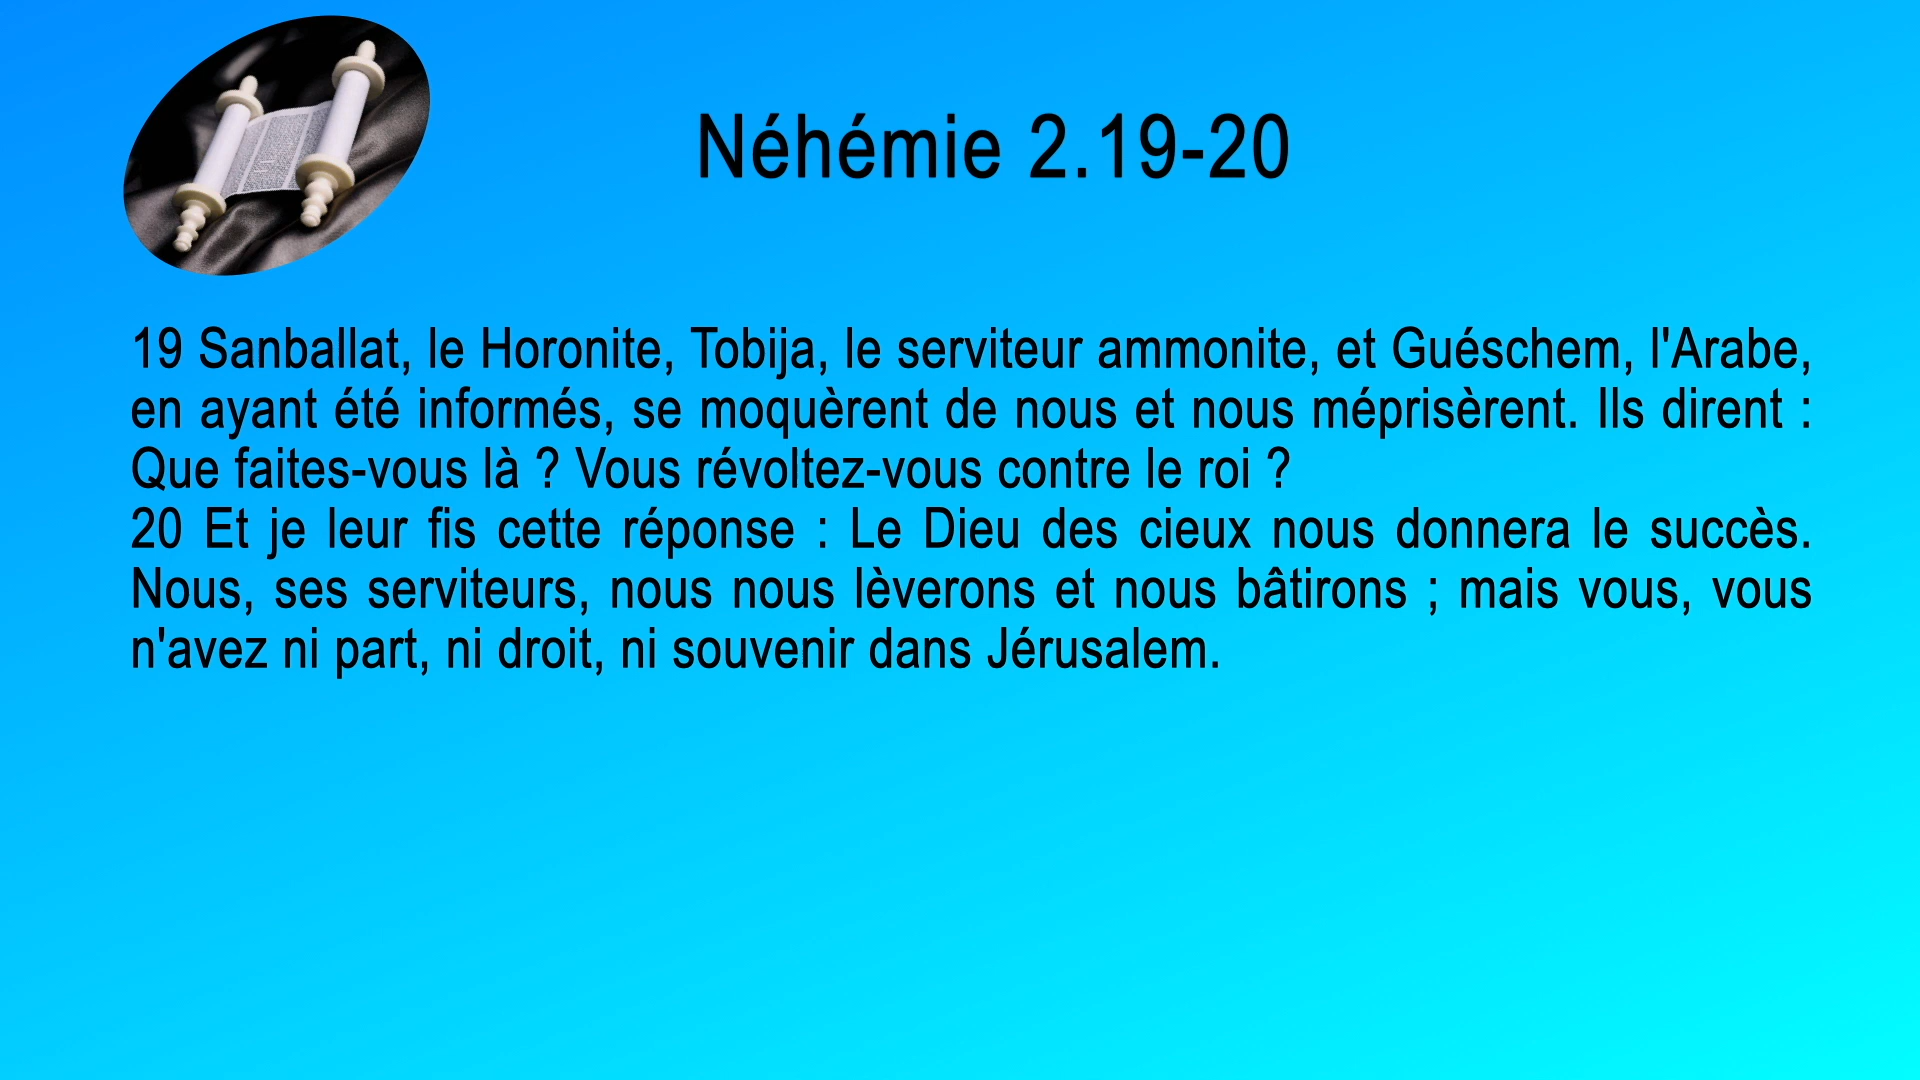 Néhémie 2.19-20
19 Sanballat, le Horonite, Tobija, le serviteur ammonite, et Guéschem, l'Arabe,
en ayant été informés, se moquèrent de nous et nous méprisèrent. Ils dirent :
Que faites-vous là ? Vous révoltez-vous contre le roi ?
20 Et je leur fis cette réponse : Le Dieu des cieux nous donnera le succès.
Nous, ses serviteurs, nous nous lèverons et nous bâtirons ; mais vous, vous
n'avez ni part, ni droit, ni souvenir dans Jérusalem.